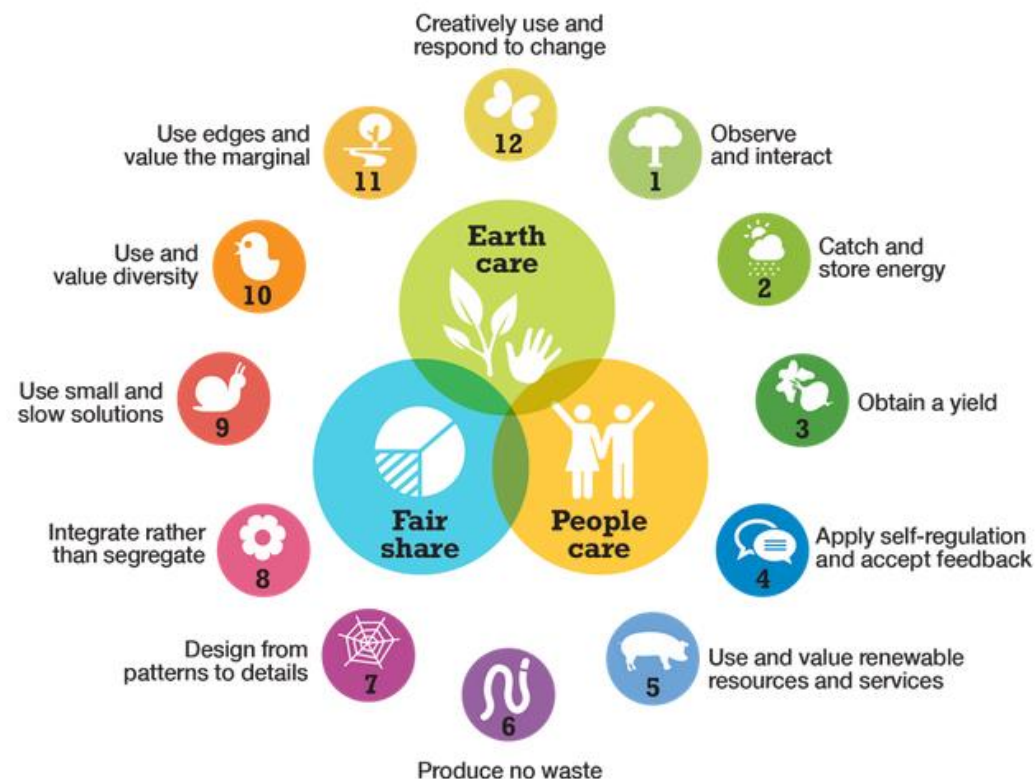 Creatively use and
respond to change
12
Observe
and interact
1
Catch and
store energy
2
Obtain a yield
3
Apply self-regulation
and accept feedback
4
Use and value renewable
resources and services
5
6
Produce no waste
Design from
patterns to details
7
Integrate rather
than segregate
8
Use small and
slow solutions
9
Use and
value diversity
10
Use edges and
value the marginal
11
Earth
care
Fair
share
People
care